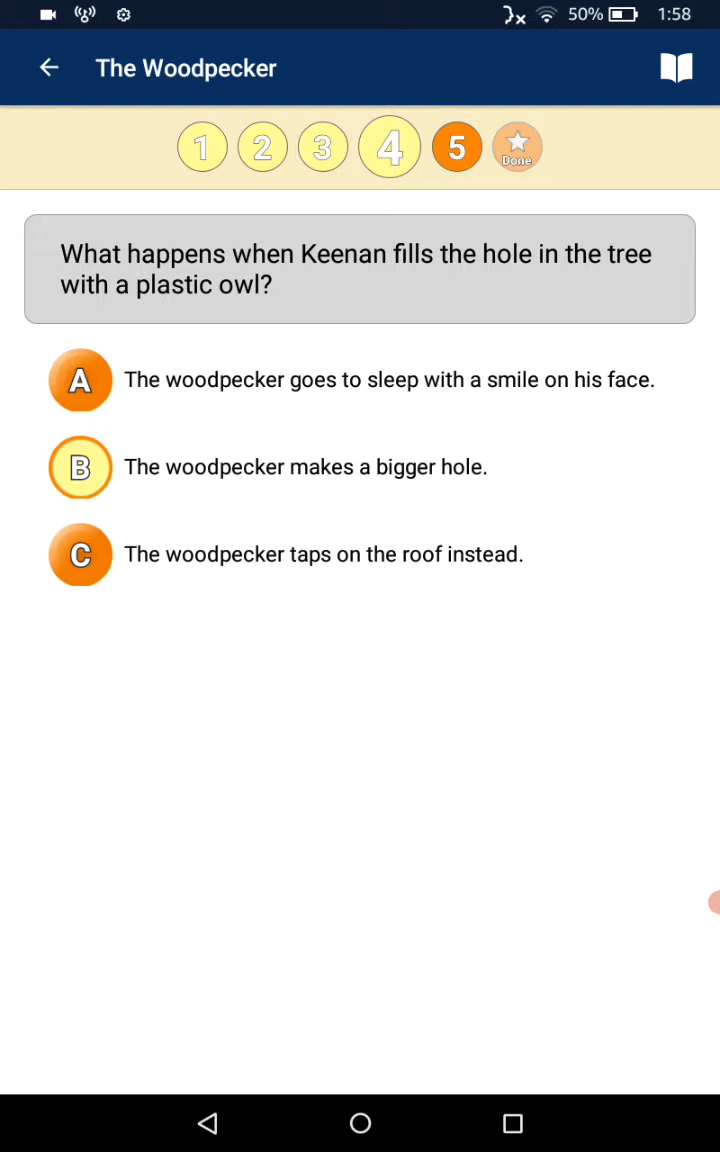 50% 1:58
The Woodpecker
1 2 3 4 5 Done
What happens when Keenan fills the hole in the tree
with a plastic owl?
A The woodpecker goes to sleep with a smile on his face.
B The woodpecker makes a bigger hole.
C The woodpecker taps on the roof instead.